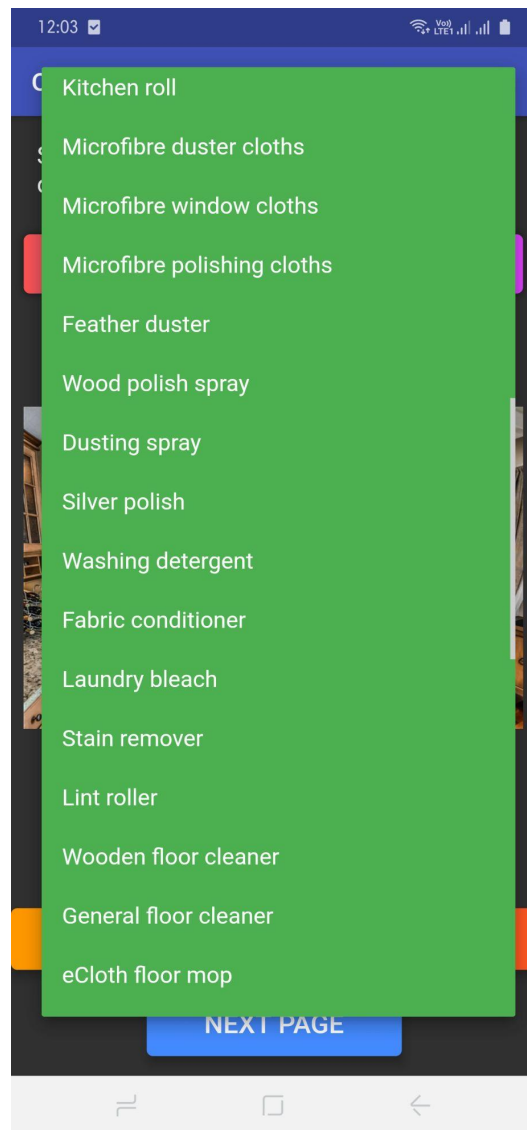 12:03
Vo))
LTE1
Kitchen roll
Microfibre duster cloths
Microfibre window cloths
Microfibre polishing cloths
Feather duster
Wood polish spray
Dusting spray
Silver polish
Washing detergent
Fabric conditioner
Laundry bleach
Stain remover
Lint roller
Wooden floor cleaner
General floor cleaner
eCloth floor mop
NEXT PAGE